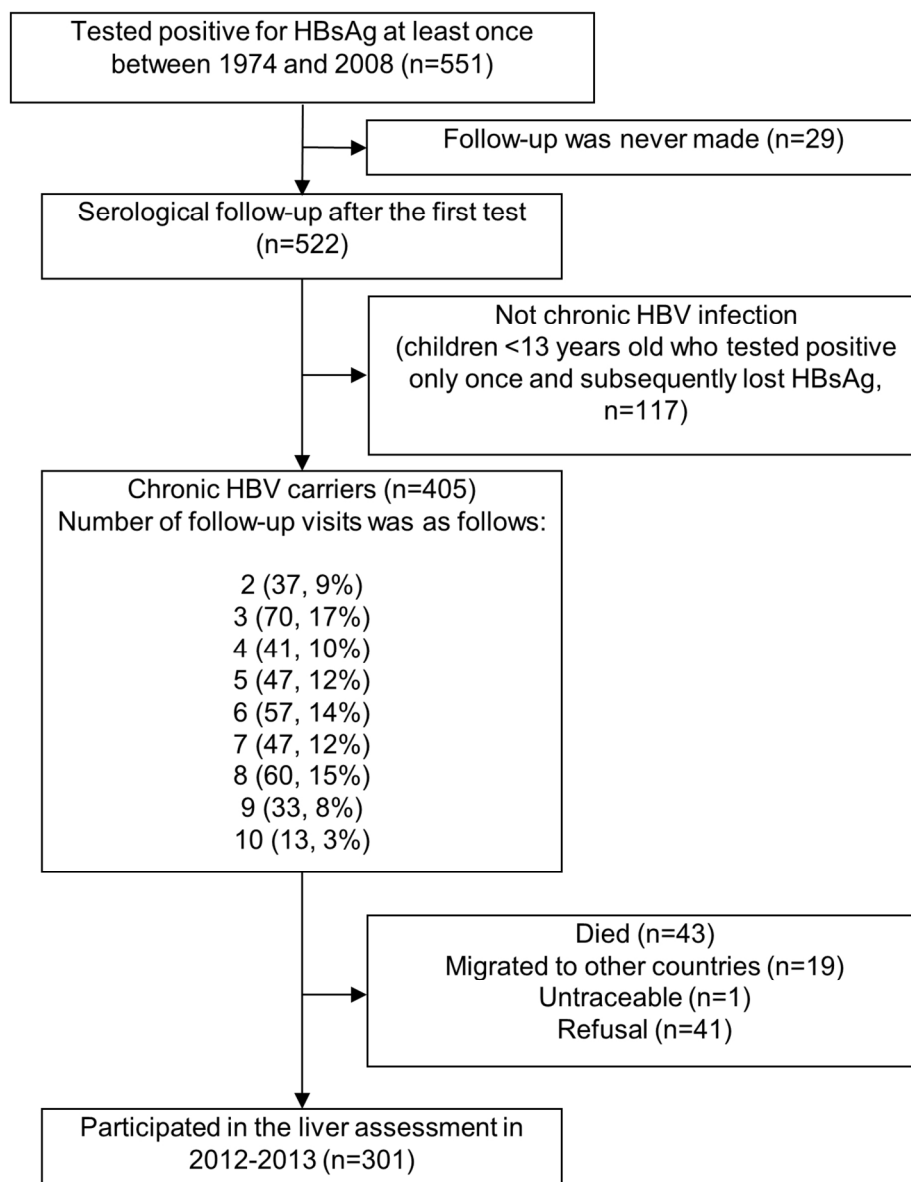 Tested positive for HBsAg at least once
between 1974 and 2008 (n=551)
Follow-up was never made (n=29)
Serological follow-up after the first test
(n=522)
Not chronic HBV infection
(children <13 years old who tested positive
only once and subsequently lost HBsAg,
n=117)
Chronic HBV carriers (n=405)
Number of follow-up visits was as follows:
2 (37, 9%)
3 (70, 17%)
4 (41, 10%)
5 (47, 12%)
6 (57, 14%)
7 (47, 12%)
8 (60, 15%)
9 (33, 8%)
10 (13, 3%)
Died (n=43)
Migrated to other countries (n=19)
Untraceable (n=1)
Refusal (n=41)
Participated in the liver assessment in
2012-2013 (n=301)